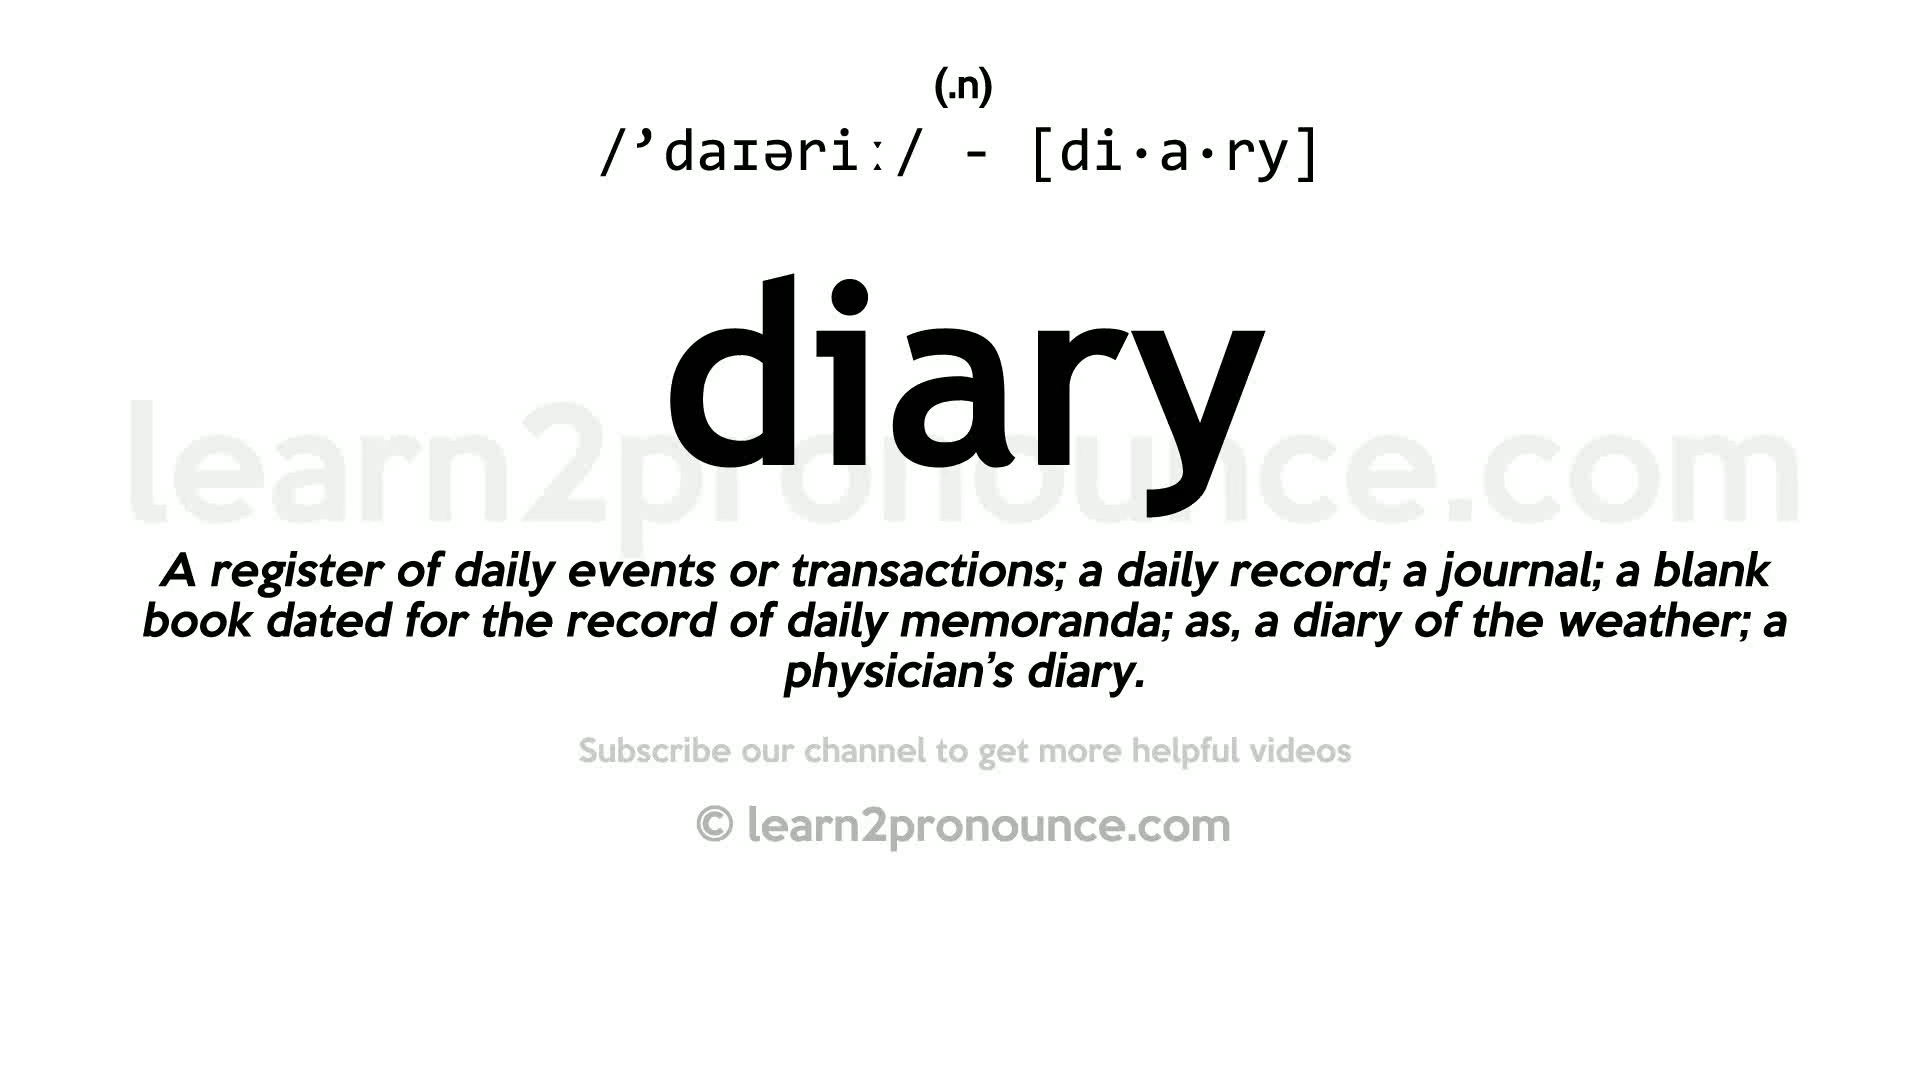 (.n)
/’daɪəriː/ - [di·a·ry]
diary
learn2pronounce.com
A register of daily events or transactions; a daily record; a journal; a blank
book dated for the record of daily memoranda; as, a diary of the weather; a
physician’s diary.
Subscribe our channel to get more helpful videos
© learn2pronounce.com